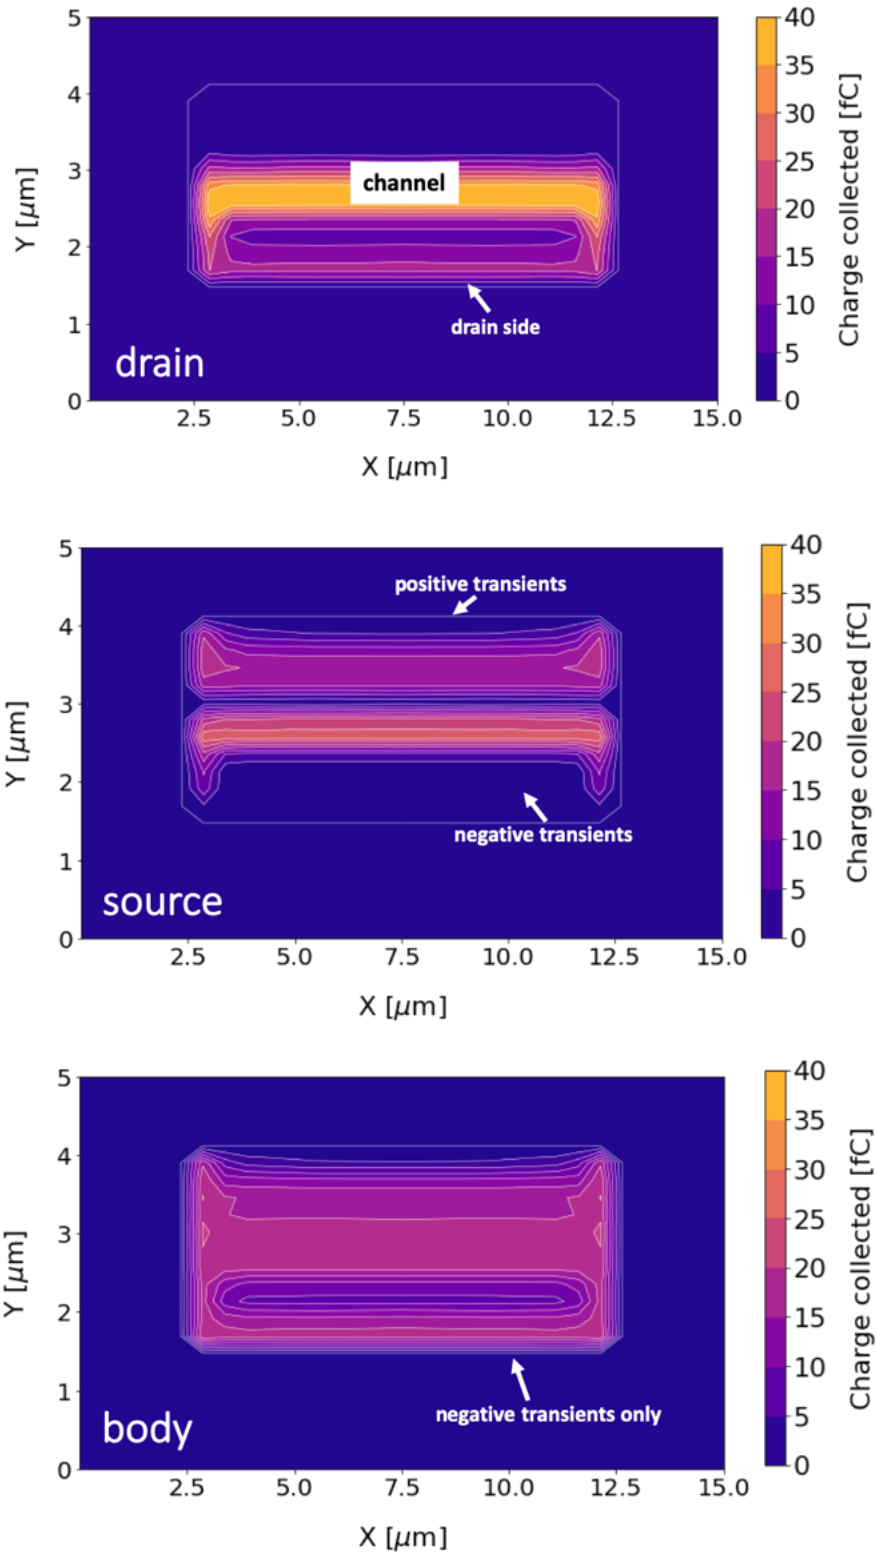 5
4
3
2
1
0
Y [μm]
channel
drain side
drain
2.5 5.0 7.5 10.0 12.5 15.0
X [μm]
40
35
30
25
20
15
10
5
0
Charge collected [fC]
5
4
3
2
1
0
Y [μm]
positive transients
negative transients
source
2.5 5.0 7.5 10.0 12.5 15.0
X [μm]
40
35
30
25
20
15
10
5
0
Charge collected [fC]
5
4
3
2
1
0
Y [μm]
negative transients only
body
2.5 5.0 7.5 10.0 12.5 15.0
X [μm]
40
35
30
25
20
15
10
5
0
Charge collected [fC]